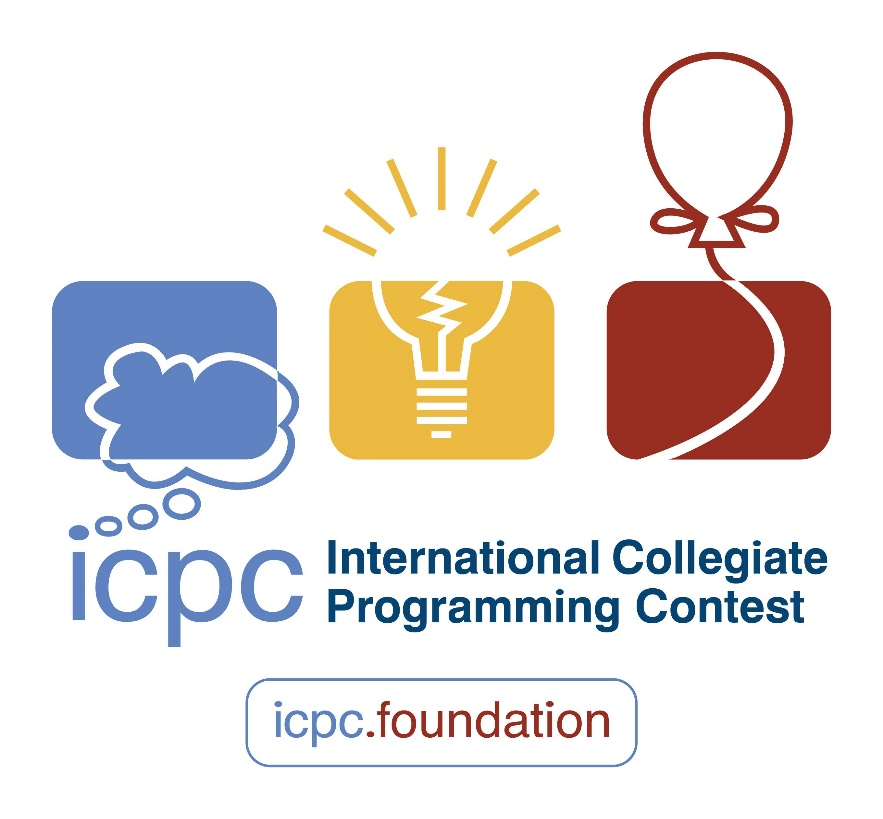 icpc
International Collegiate
Programming Contest
icpc.foundation